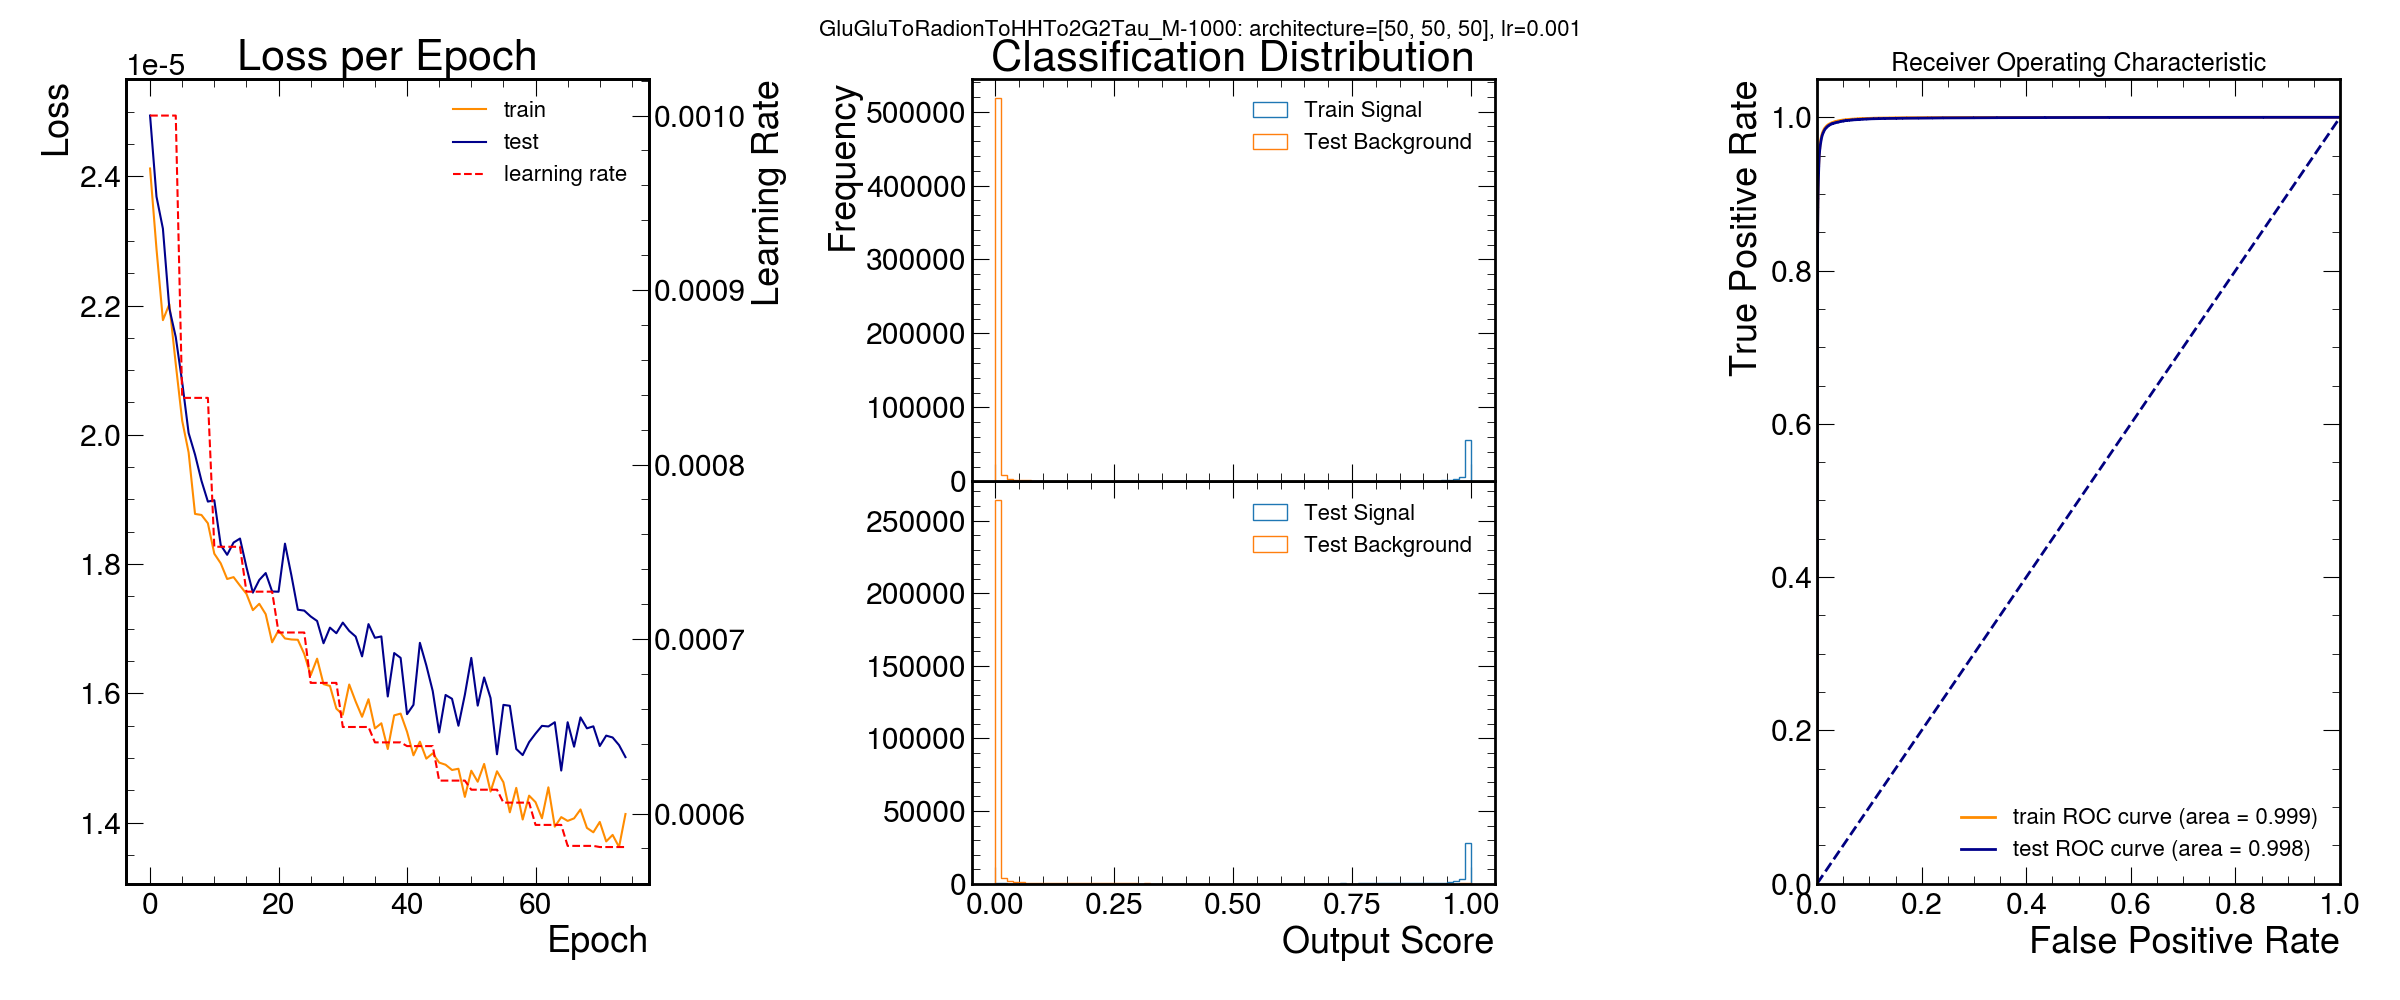 GluGluToRadionToHHTo2G2Tau_M-1000: architecture=[50, 50, 50], lr=0.001
Loss per Epoch
1e-5
Loss
2.4
2.2
2.0
1.8
1.6
1.4
train
test
learning rate
0.0010
0.0009
0.0008
0.0007
0.0006
Learning Rate
0
20
40
60
Epoch
Classification Distribution
Frequency
500000
400000
300000
200000
100000
0
Train Signal
Test Background
250000
200000
150000
100000
50000
0
Test Signal
Test Background
0.00
0.25
0.50
0.75
1.00
Output Score
Receiver Operating Characteristic
True Positive Rate
1.0
0.8
0.6
0.4
0.2
0.0
train ROC curve (area = 0.999)
test ROC curve (area = 0.998)
0.0
0.2
0.4
0.6
0.8
1.0
False Positive Rate